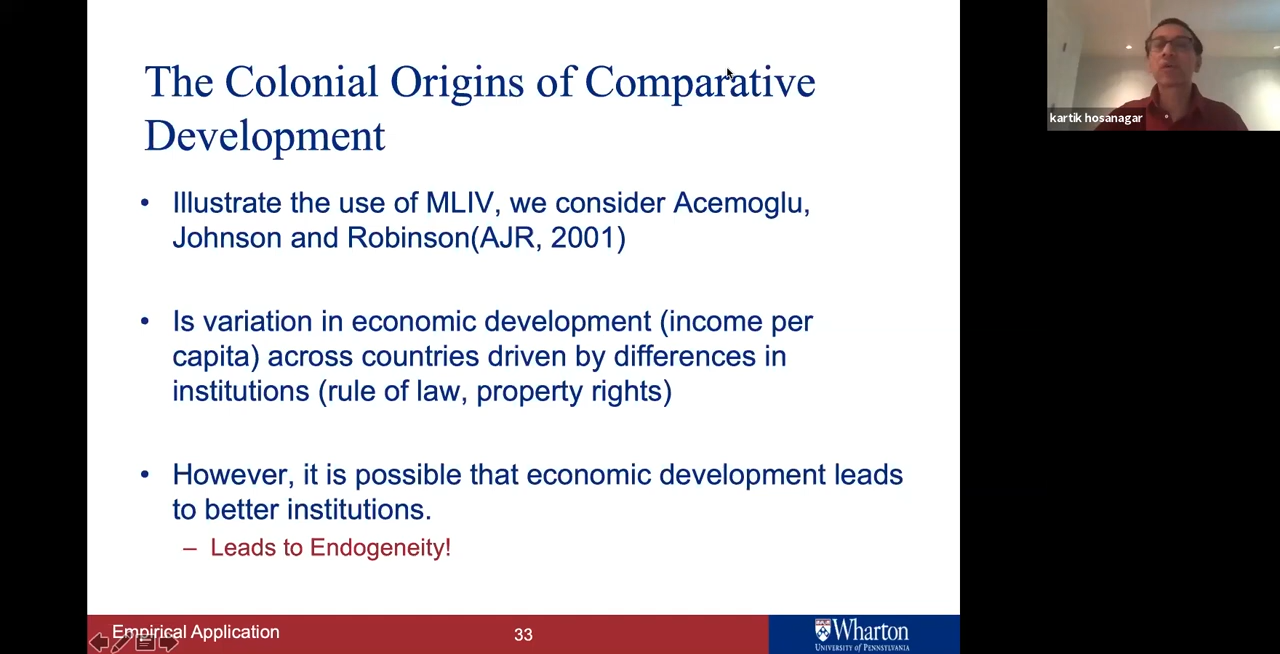 The Colonial Origins of Comparative
Development
• Illustrate the use of MLIV, we consider Acemoglu,
Johnson and Robinson(AJR, 2001)
• Is variation in economic development (income per
capita) across countries driven by differences in
institutions (rule of law, property rights)
• However, it is possible that economic development leads
to better institutions.
– Leads to Endogeneity!
Empirical Application
33
Wharton
UNIVERSITY of PENNSYLVANIA
kartik hosanagar